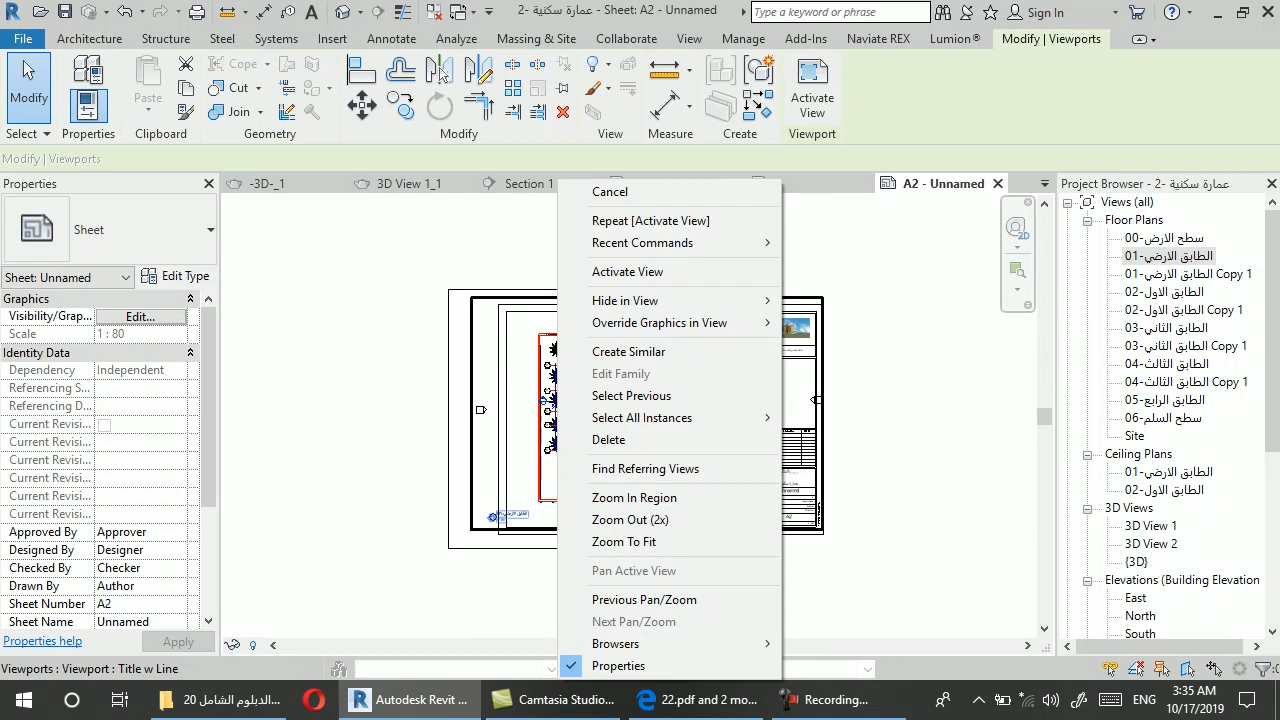 عمارة سكنية -2 - Sheet: A2 - Unnamed
Type a keyword or phrase
Sign In
File Architecture Structure Steel Systems Insert Annotate Analyze Massing & Site Collaborate View Manage Add-Ins Naviate REX Lumion® Modify | Viewports
Modify
Properties
Paste
Cope
Cut
Join
Activate View
Select Properties Clipboard Geometry Modify View Measure Create Viewport
Modify | Viewports
Properties
-3D-_1
3D View 1_1
Section 1
A2 - Unnamed
Project Browser - عمارة سكنية -2
Sheet
Sheet: Unnamed
Edit Type
Graphics
Visibility/Grap... Edit...
Scale 1 : 80
Identity Data
Dependency Independent
Referencing S...
Referencing D...
Current Revisi...
Current Revisi...
Current Revisi...
Current Revisi...
Current Revisi...
Current Revisi...
Approved By Approver
Designed By Designer
Checked By Checker
Drawn By Author
Sheet Number A2
Sheet Name Unnamed
Properties help
Apply
Cancel
Repeat [Activate View]
Recent Commands
Activate View
Hide in View
Override Graphics in View
Create Similar
Edit Family
Select Previous
Select All Instances
Delete
Find Referring Views
Zoom In Region
Zoom Out (2x)
Zoom To Fit
Pan Active View
Previous Pan/Zoom
Next Pan/Zoom
Browsers
Properties
2D
Views (all)
Floor Plans
00-سطح الارض
01-الطابق الارضي
01-الطابق الارضي Copy 1
02-الطابق الاول
02-الطابق الاول Copy 1
03-الطابق الثاني
03-الطابق الثاني Copy 1
04-الطابق الثالث
04-الطابق الثالث Copy 1
05-الطابق الرابع
06-سطح السلم
Site
Ceiling Plans
01-الطابق الارضي
02-الطابق الاول
3D Views
3D View 1
3D View 2
{3D}
Elevations (Building Elevation
East
North
South
Viewports : Viewport : Title w Line
الدبلوم الشامل 20...
Autodesk Revit ...
Camtasia Studio...
22.pdf and 2 mo...
Recording...
ENG
3:35 AM
10/17/2019